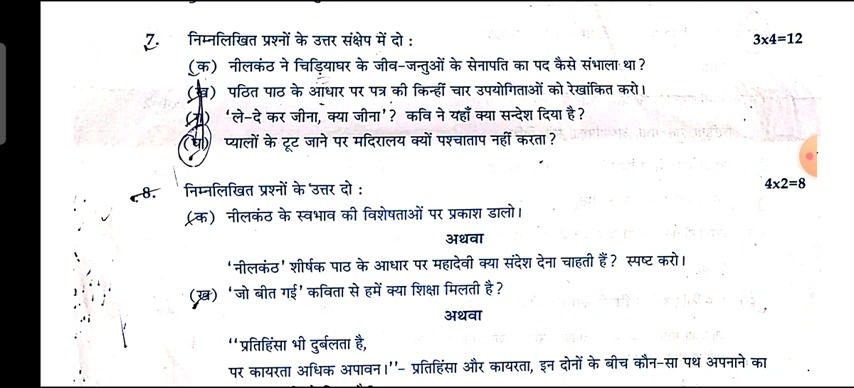 7. निम्नलिखित प्रश्नों के उत्तर संक्षेप में दो : 3x4=12
(क) नीलकंठ ने चिड़ियाघर के जीव-जन्तुओं के सेनापति का पद कैसे संभाला था?
(ख) पठित पाठ के आधार पर पत्र की किन्हीं चार उपयोगिताओं को रेखांकित करो।
(ग) ‘ले-दे कर जीना, क्या जीना’? कवि ने यहाँ क्या सन्देश दिया है?
(घ) प्यालों के टूट जाने पर मदिरालय क्यों पश्चाताप नहीं करता?
8. निम्नलिखित प्रश्नों के उत्तर दो : 4x2=8
(क) नीलकंठ के स्वभाव की विशेषताओं पर प्रकाश डालो।
अथवा
‘नीलकंठ’ शीर्षक पाठ के आधार पर महादेवी क्या संदेश देना चाहती हैं? स्पष्ट करो।
(ख) ‘जो बीत गई’ कविता से हमें क्या शिक्षा मिलती है?
अथवा
‘‘प्रतिहिंसा भी दुर्बलता है,
पर कायरता अधिक अपावन।’’- प्रतिहिंसा और कायरता, इन दोनों के बीच कौन-सा पथ अपनाने का